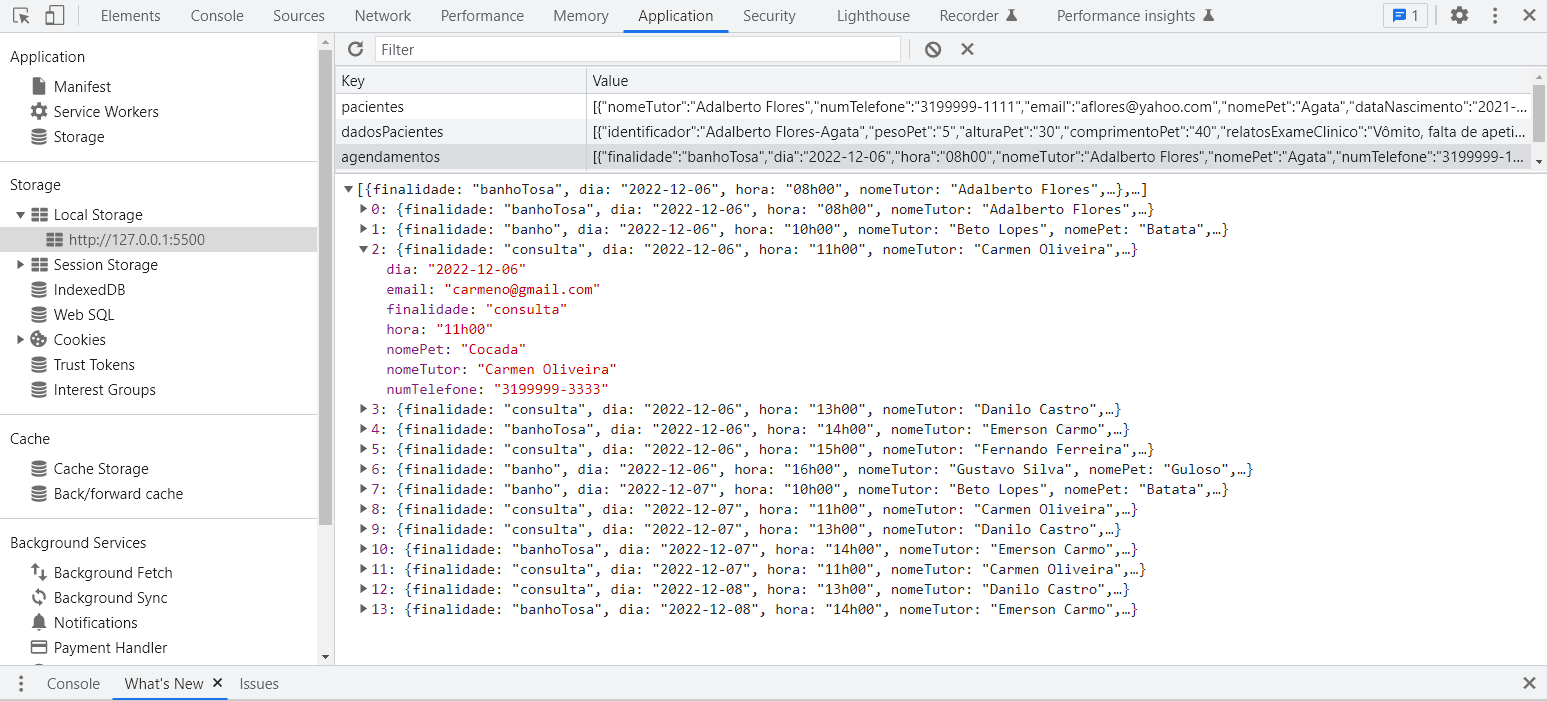 Elements Console Sources Network Performance Memory Application Security Lighthouse Recorder Performance insights 1
Application
Manifest
Service Workers
Storage
Storage
Local Storage
http://127.0.0.1:5500
Session Storage
IndexedDB
Web SQL
Cookies
Trust Tokens
Interest Groups
Cache
Cache Storage
Back/forward cache
Background Services
Background Fetch
Background Sync
Notifications
Payment Handler
Filter
Key Value
pacientes [{"nomeTutor":"Adalberto Flores","numTelefone":"3199999-1111","email":"aflores@yahoo.com","nomePet":"Agata","dataNascimento":"2021-...
dadosPacientes [{"identificador":"Adalberto Flores-Agata","pesoPet":"5","alturaPet":"30","comprimentoPet":"40","relatosExameClinico":"Vômito, falta de apeti...
agendamentos [{"finalidade":"banhoTosa","dia":"2022-12-06","hora":"08h00","nomeTutor":"Adalberto Flores","nomePet":"Agata","numTelefone":"3199999-1...
[{finalidade: "banhoTosa", dia: "2022-12-06", hora: "08h00", nomeTutor: "Adalberto Flores",…},…]
0: {finalidade: "banhoTosa", dia: "2022-12-06", hora: "08h00", nomeTutor: "Adalberto Flores",…}
1: {finalidade: "banho", dia: "2022-12-06", hora: "10h00", nomeTutor: "Beto Lopes", nomePet: "Batata",…}
2: {finalidade: "consulta", dia: "2022-12-06", hora: "11h00", nomeTutor: "Carmen Oliveira",…}
dia: "2022-12-06"
email: "carmeno@gmail.com"
finalidade: "consulta"
hora: "11h00"
nomePet: "Cocada"
nomeTutor: "Carmen Oliveira"
numTelefone: "3199999-3333"
3: {finalidade: "consulta", dia: "2022-12-06", hora: "13h00", nomeTutor: "Danilo Castro",…}
4: {finalidade: "banhoTosa", dia: "2022-12-06", hora: "14h00", nomeTutor: "Emerson Carmo",…}
5: {finalidade: "consulta", dia: "2022-12-06", hora: "15h00", nomeTutor: "Fernando Ferreira",…}
6: {finalidade: "banho", dia: "2022-12-06", hora: "16h00", nomeTutor: "Gustavo Silva", nomePet: "Guloso",…}
7: {finalidade: "banho", dia: "2022-12-07", hora: "10h00", nomeTutor: "Beto Lopes", nomePet: "Batata",…}
8: {finalidade: "consulta", dia: "2022-12-07", hora: "11h00", nomeTutor: "Carmen Oliveira",…}
9: {finalidade: "consulta", dia: "2022-12-07", hora: "13h00", nomeTutor: "Danilo Castro",…}
10: {finalidade: "banhoTosa", dia: "2022-12-07", hora: "14h00", nomeTutor: "Emerson Carmo",…}
11: {finalidade: "consulta", dia: "2022-12-07", hora: "11h00", nomeTutor: "Carmen Oliveira",…}
12: {finalidade: "consulta", dia: "2022-12-08", hora: "13h00", nomeTutor: "Danilo Castro",…}
13: {finalidade: "banhoTosa", dia: "2022-12-08", hora: "14h00", nomeTutor: "Emerson Carmo",…}
Console What's New Issues